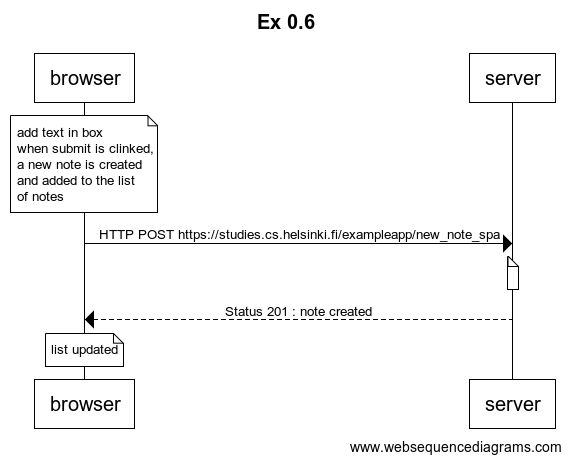 Ex 0.6
browser
server
add text in box
when submit is clinked,
a new note is created
and added to the list
of notes
HTTP POST https://studies.cs.helsinki.fi/exampleapp/new_note_spa
Status 201 : note created
list updated
browser
server
www.websequencediagrams.com